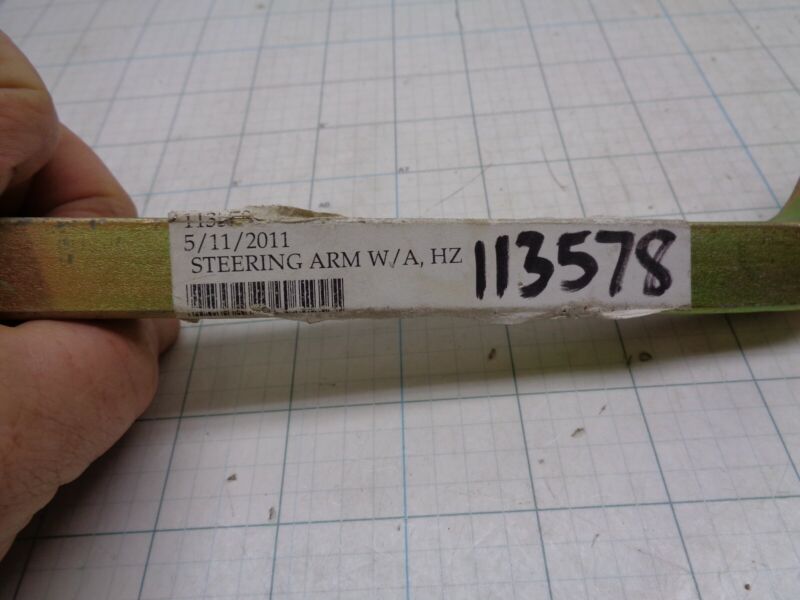 5/11/2011
STEERING ARM W/A, HZ
113578